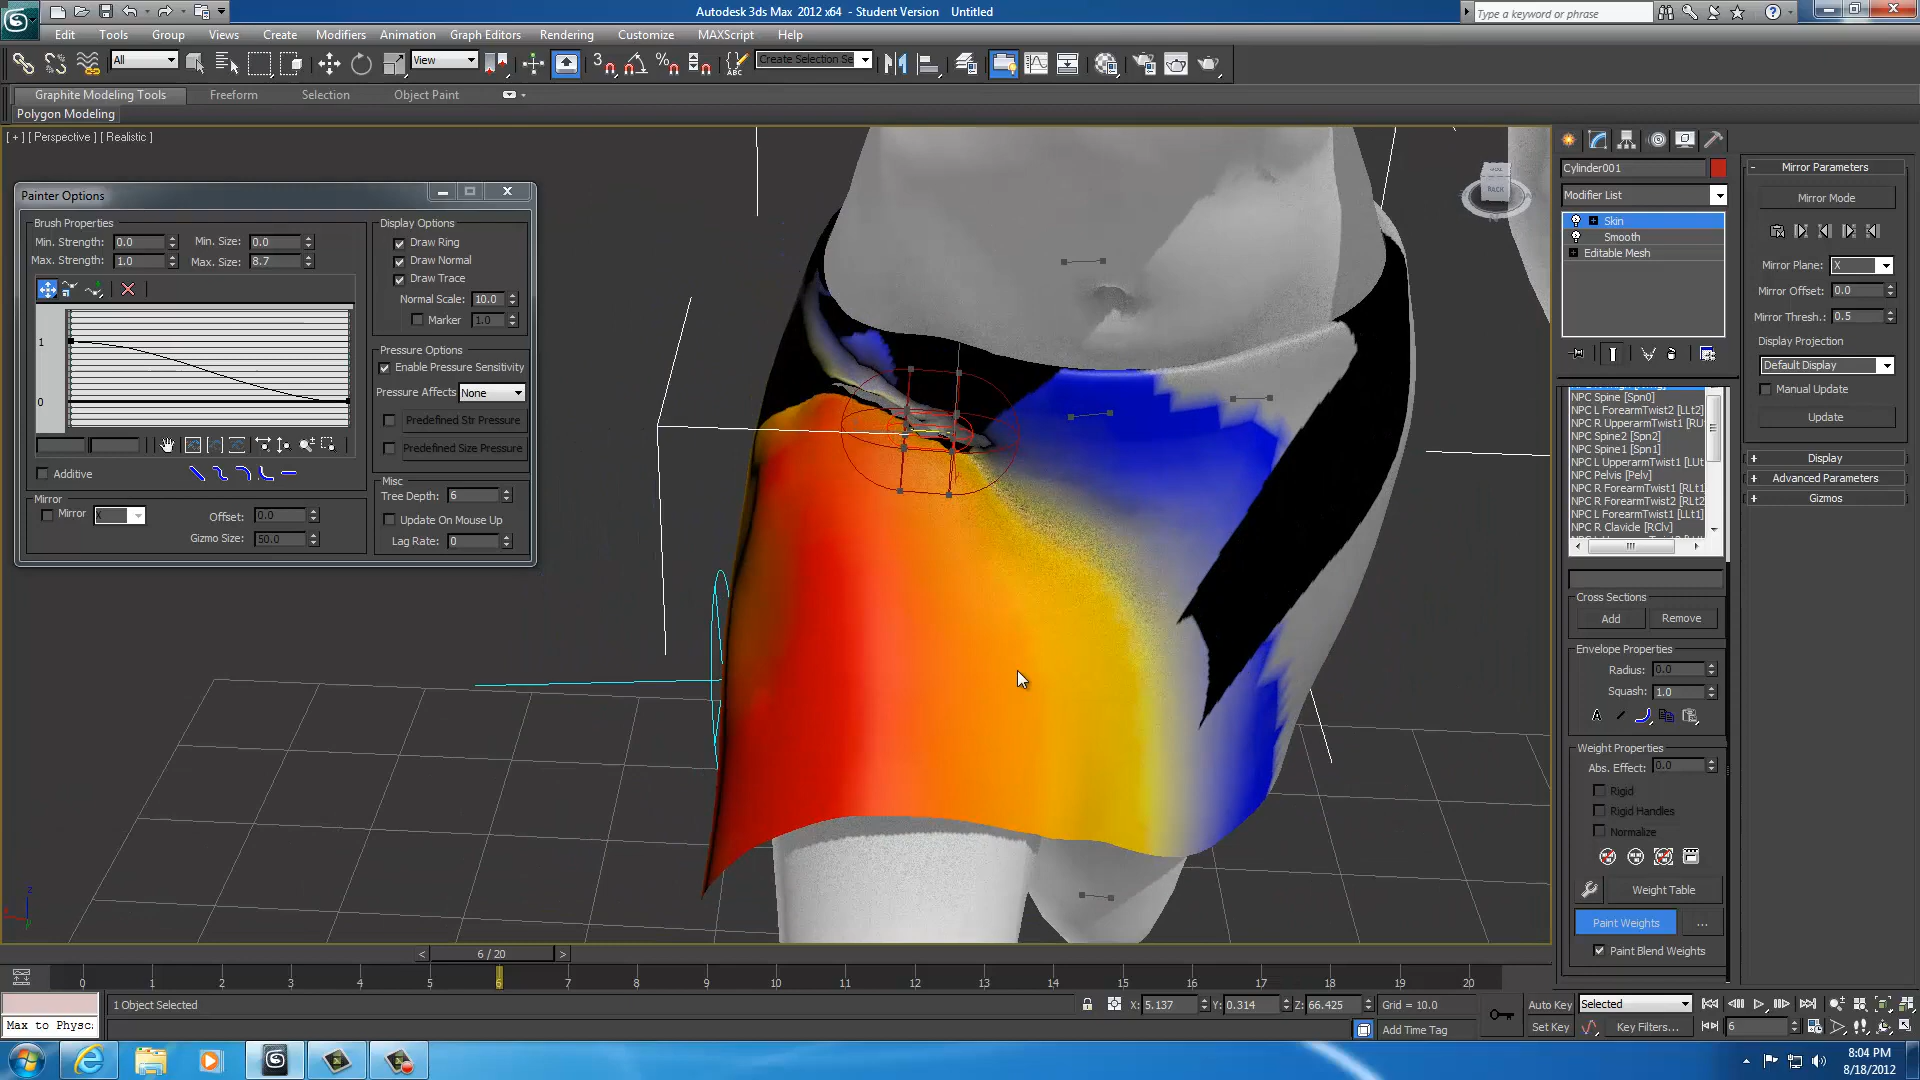 Autodesk 3ds Max 2012 x64 - Student Version Untitled
Type a keyword or phrase
Edit Tools Group Views Create Modifiers Animation Graph Editors Rendering Customize MAXScript Help
All
View
Create Selection Se
Graphite Modeling Tools Freeform Selection Object Paint
Polygon Modeling
[ + ] [ Perspective ] [ Realistic ]
Painter Options
Brush Properties
Min. Strength: 0.0 Min. Size: 0.0
Max. Strength: 1.0 Max. Size: 8.7
1
0
Additive
Mirror
Mirror X Offset: 0.0
Gizmo Size: 50.0
Display Options
Draw Ring
Draw Normal
Draw Trace
Normal Scale: 10.0
Marker 1.0
Pressure Options
Enable Pressure Sensitivity
Pressure Affects None
Predefined Str Pressure
Predefined Size Pressure
Misc
Tree Depth: 6
Update On Mouse Up
Lag Rate: 0
BACK
Cylinder001
Modifier List
Skin
Smooth
Editable Mesh
NPC Spine [Spn0]
NPC L ForearmTwist2 [LLt2]
NPC R UpperarmTwist1 [RU
NPC Spine2 [Spn2]
NPC Spine1 [Spn1]
NPC L UpperarmTwist1 [LUt
NPC Pelvis [Pelv]
NPC R ForearmTwist1 [RLt1]
NPC R ForearmTwist2 [RLt2]
NPC L ForearmTwist1 [LLt1]
NPC R Clavicle [RClv]
Cross Sections
Add Remove
Envelope Properties
Radius: 0.0
Squash: 1.0
A
Weight Properties
Abs. Effect: 0.0
Rigid
Rigid Handles
Normalize
Weight Table
Paint Weights ...
Paint Blend Weights
Mirror Parameters
Mirror Mode
Mirror Plane: X
Mirror Offset: 0.0
Mirror Thresh.: 0.5
Display Projection
Default Display
Manual Update
Update
Display
Advanced Parameters
Gizmos
< 6 / 20 >
0 1 2 3 4 5 6 7 8 9 10 11 12 13 14 15 16 17 18 19 20
1 Object Selected
X: 5.137 Y: 0.314 Z: 66.425 Grid = 10.0
Auto Key Selected
Max to Physc:
Add Time Tag
Set Key Key Filters... 6
8:04 PM
8/18/2012